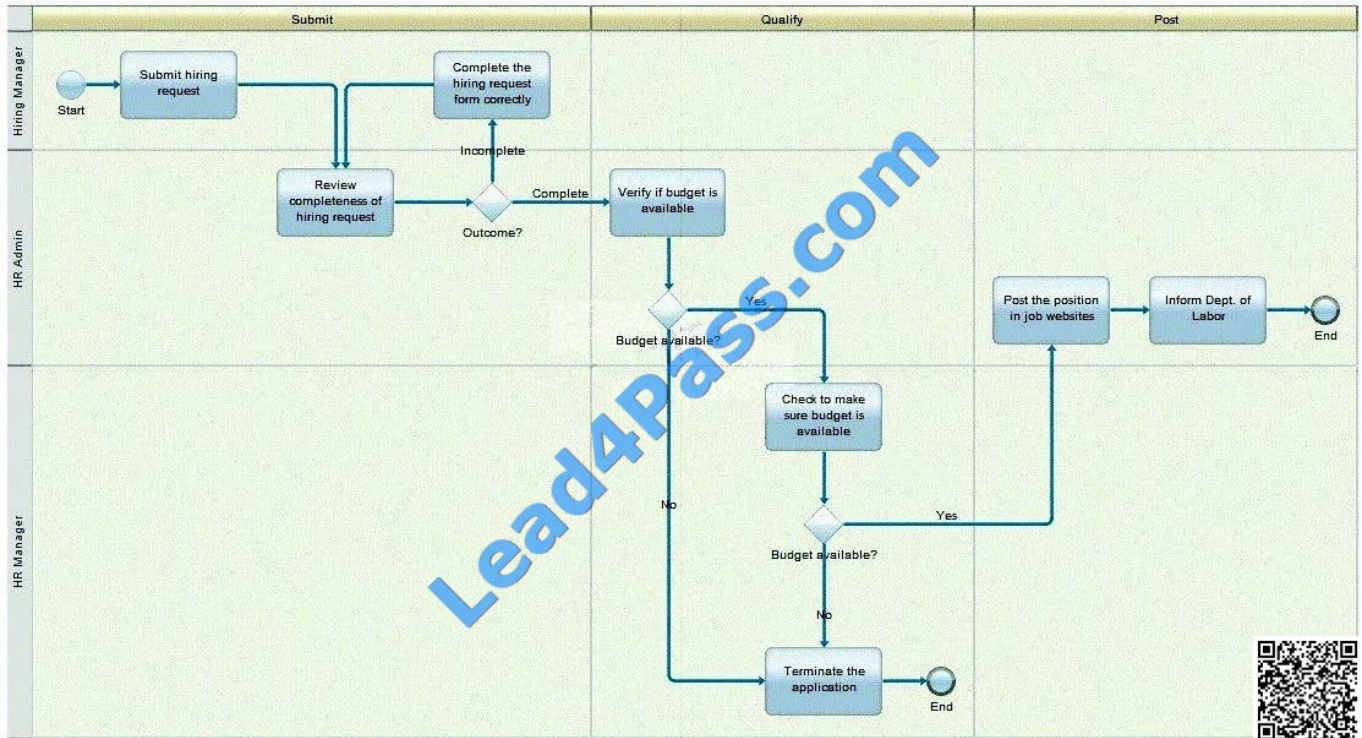 Submit
Qualify
Post
Hiring Manager
Start
Submit hiring
request
Complete the
hiring request
form correctly
Incomplete
HR Admin
Review
completeness of
hiring request
Outcome?
Complete
Verify if budget is
available
Yes
Budget available?
Post the position
in job websites
Inform Dept. of
Labor
End
HR Manager
Check to make
sure budget is
available
No
Yes
Budget available?
No
Terminate the
application
End
Lead4Pass.com